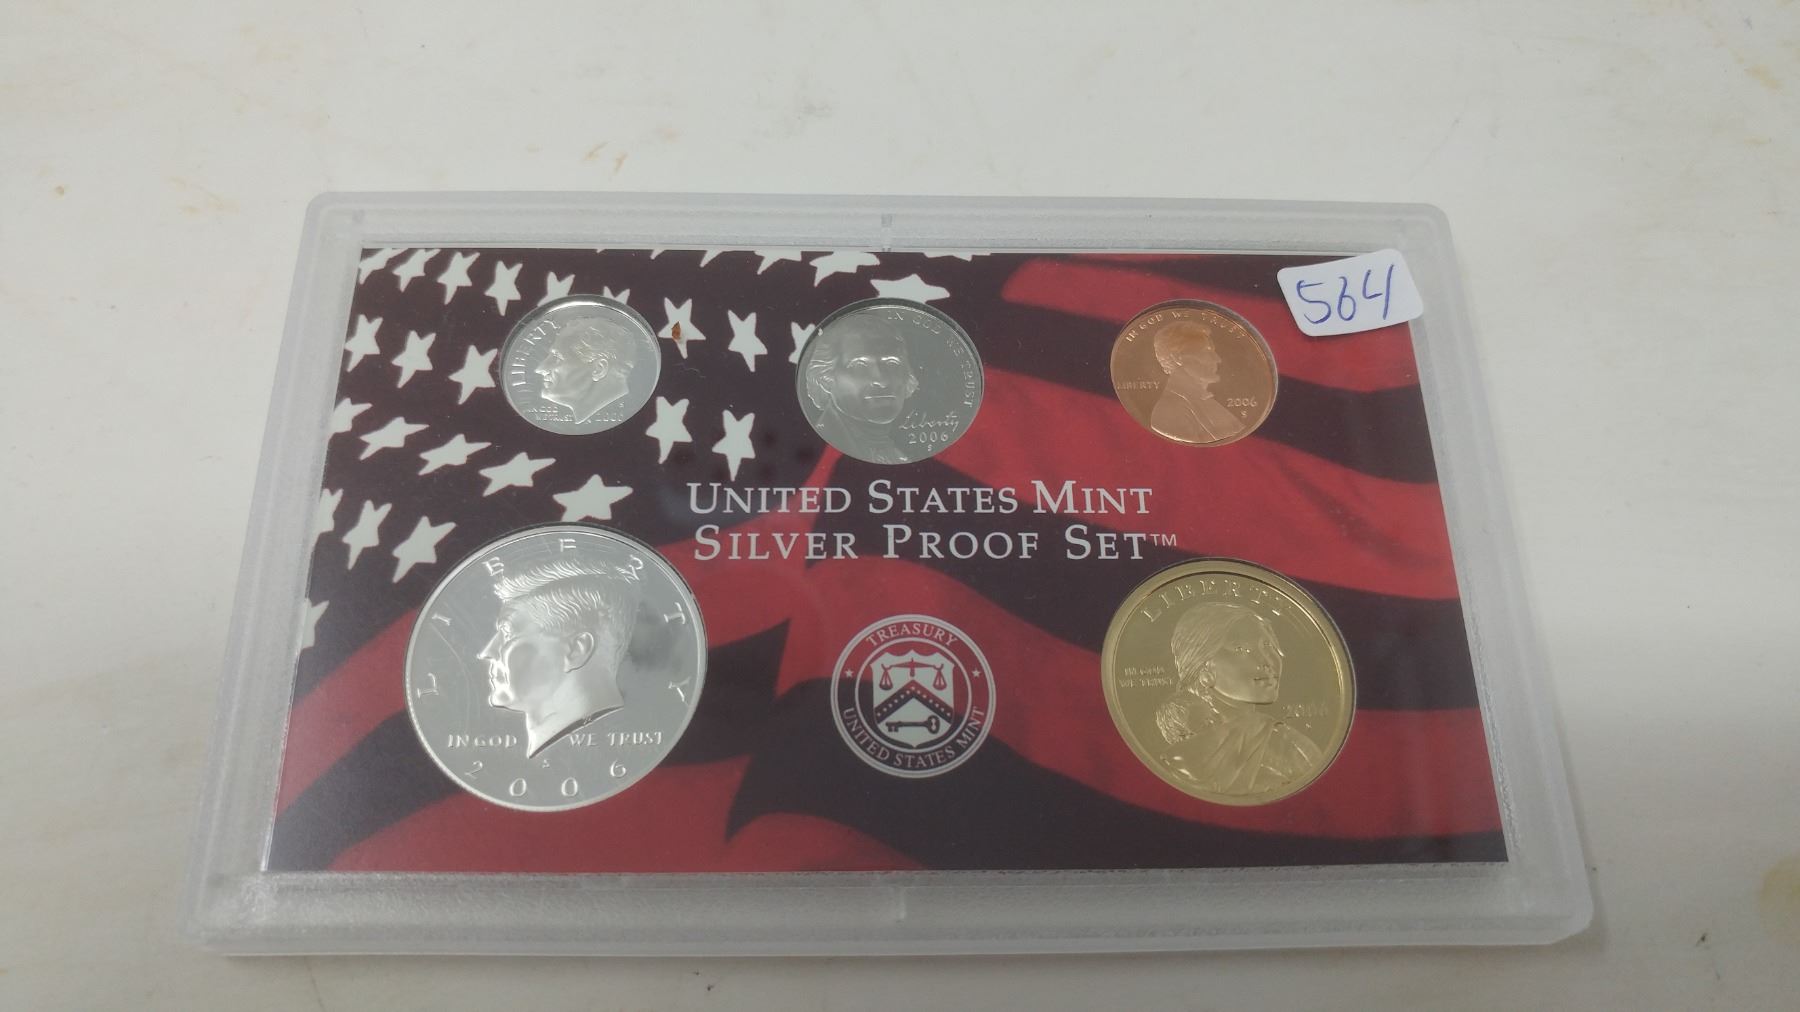 564
LIBERTY
IN GOD
WE TRUST
S
2006
IN GOD WE TRUST
Liberty
2006
S
IN GOD WE TRUST
LIBERTY
2006
S
UNITED STATES MINT
SILVER PROOF SET™
LIBERTY
IN GOD WE TRUST
S
2006
TREASURY
UNITED STATES MINT
LIBERTY
IN GOD
WE TRUST
2006
S